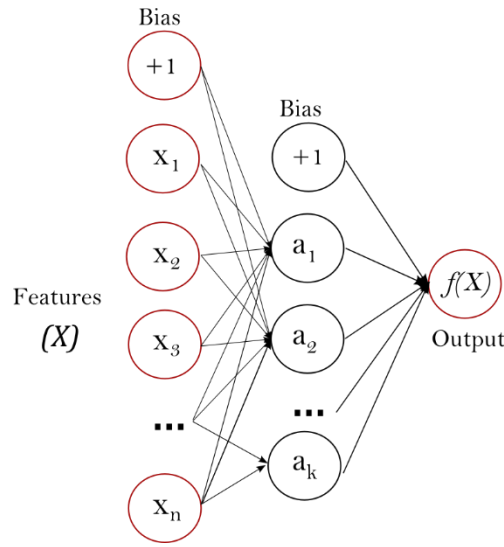 Bias
+1
x₁
x₂
x₃
...
xₙ
Features
(X)
Bias
+1
a₁
a₂
...
aₖ
f(X)
Output